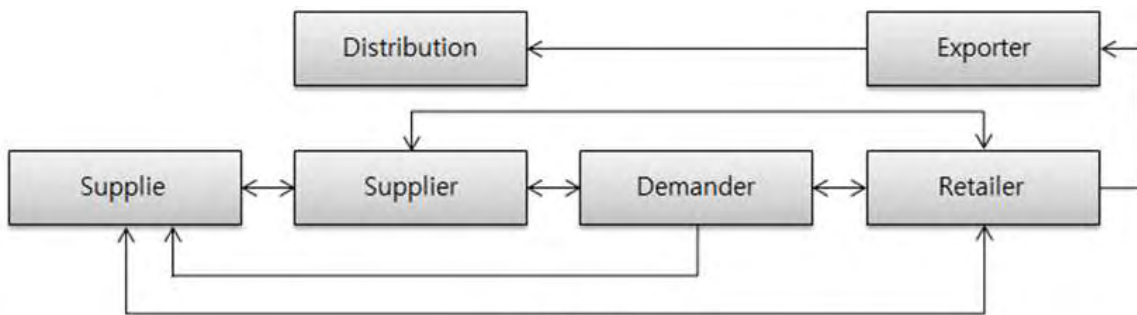 Distribution
Exporter
Supplie
Supplier
Demander
Retailer